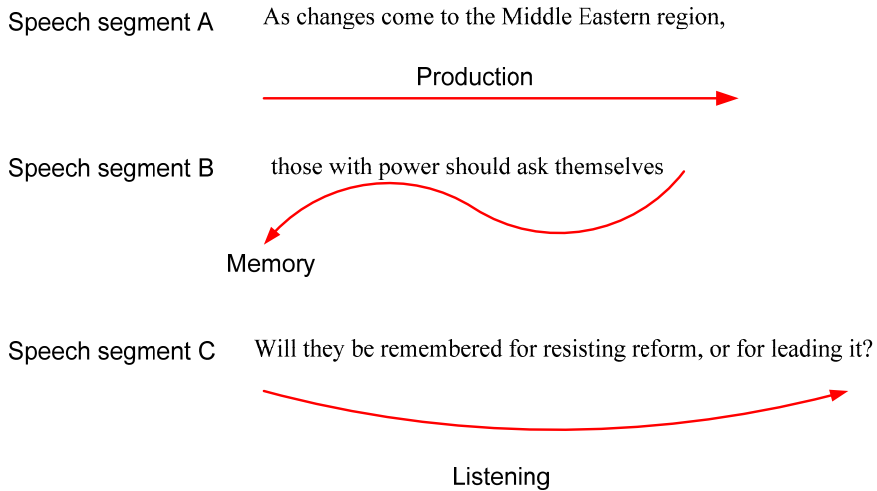 Speech segment A As changes come to the Middle Eastern region,
Production
Speech segment B those with power should ask themselves
Memory
Speech segment C Will they be remembered for resisting reform, or for leading it?
Listening